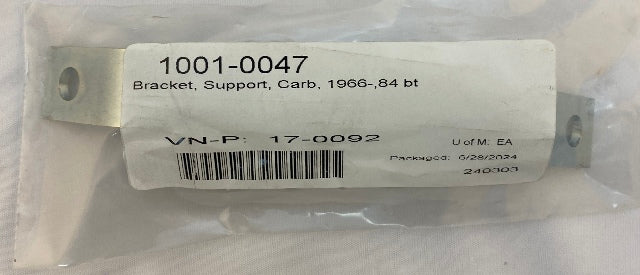 1001-0047
Bracket, Support, Carb, 1966-,84 bt
VN-P: 17-0092
U of M: EA
Packaged: 6/28/2024
240303